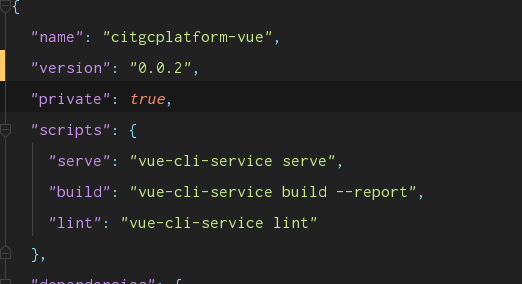 {
"name": "citgcplatform-vue",
"version": "0.0.2",
"private": true,
"scripts": {
"serve": "vue-cli-service serve",
"build": "vue-cli-service build --report",
"lint": "vue-cli-service lint"
},
"dependencies": {